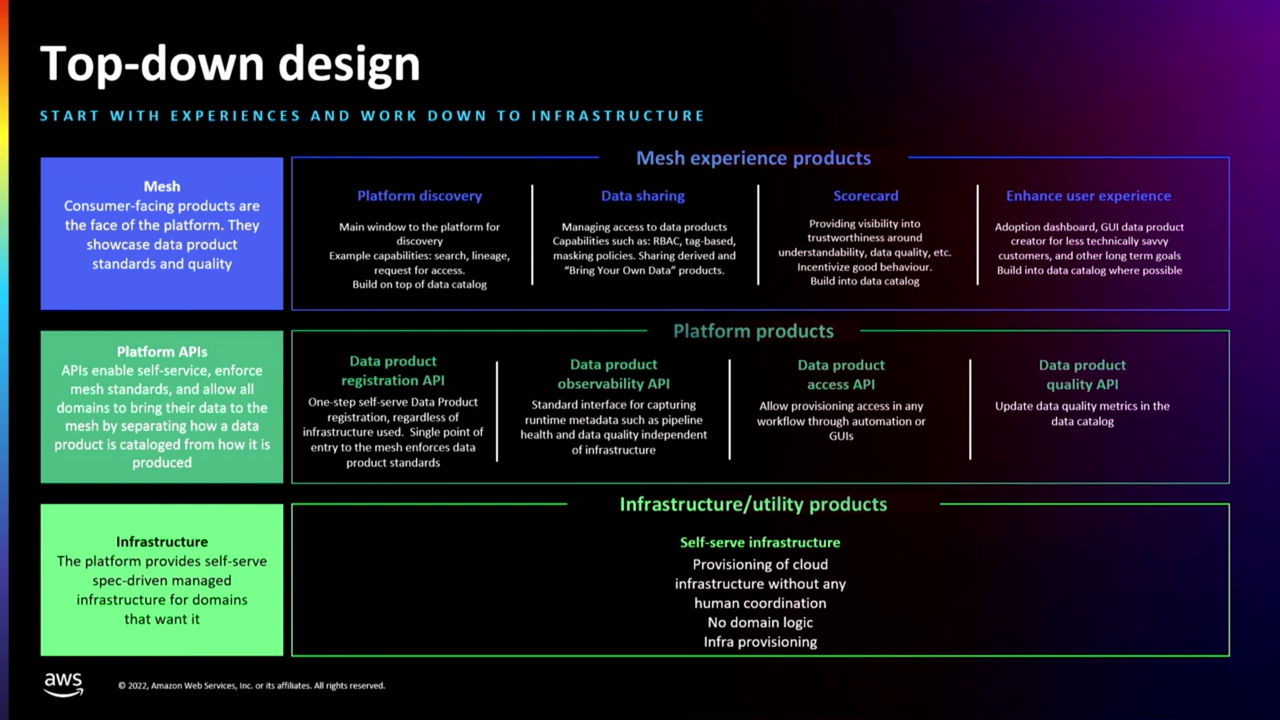 Top-down design
START WITH EXPERIENCES AND WORK DOWN TO INFRASTRUCTURE
Mesh
Consumer-facing products are
the face of the platform. They
showcase data product
standards and quality
Mesh experience products
Platform discovery
Main window to the platform for
discovery
Example capabilities: search, lineage,
request for access.
Build on top of data catalog
Data sharing
Managing access to data products
Capabilities such as: RBAC, tag-based,
masking policies. Sharing derived and
"Bring Your Own Data" products.
Scorecard
Providing visibility into
trustworthiness around
understandability, data quality, etc.
Incentivize good behaviour.
Build into data catalog
Enhance user experience
Adoption dashboard, GUI data product
creator for less technically savvy
customers, and other long term goals
Build into data catalog where possible
Platform APIs
APIs enable self-service, enforce
mesh standards, and allow all
domains to bring their data to the
mesh by separating how a data
product is cataloged from how it is
produced
Platform products
Data product
registration API
One-step self-serve Data Product
registration, regardless of
infrastructure used. Single point of
entry to the mesh enforces data
product standards
Data product
observability API
Standard interface for capturing
runtime metadata such as pipeline
health and data quality independent
of infrastructure
Data product
access API
Allow provisioning access in any
workflow through automation or
GUIs
Data product
quality API
Update data quality metrics in the
data catalog
Infrastructure
The platform provides self-serve
spec-driven managed
infrastructure for domains
that want it
Infrastructure/utility products
Self-serve infrastructure
Provisioning of cloud
infrastructure without any
human coordination
No domain logic
Infra provisioning
aws
© 2022, Amazon Web Services, Inc. or its affiliates. All rights reserved.